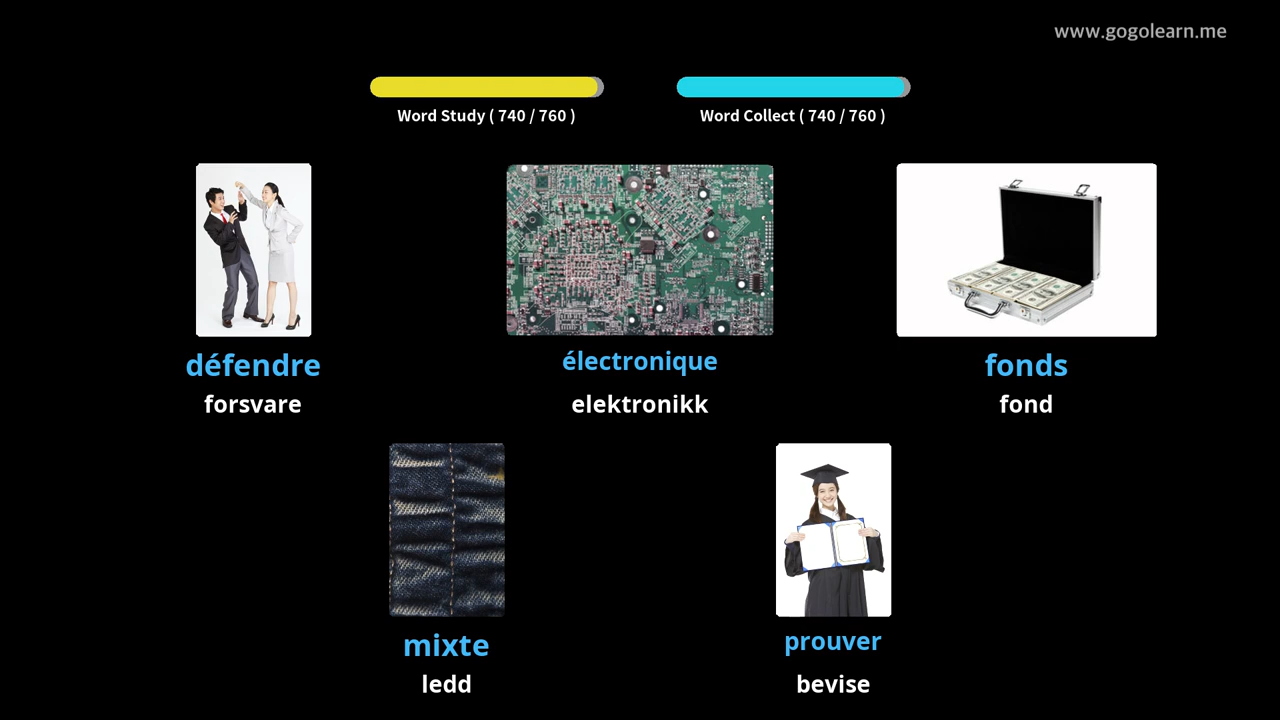 www.gogolearn.me
Word Study ( 740 / 760 )
Word Collect ( 740 / 760 )
défendre
forsvare
électronique
elektronikk
fonds
fond
mixte
ledd
prouver
bevise